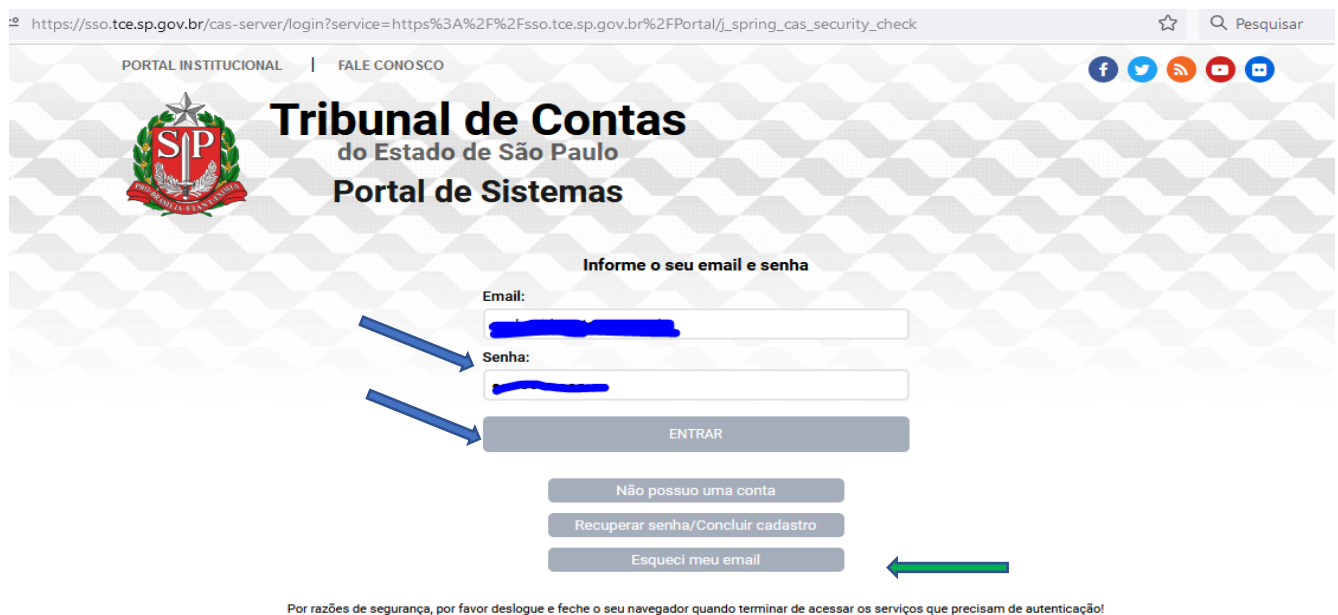 https://sso.tce.sp.gov.br/cas-server/login?service=https%3A%2F%2Fsso.tce.sp.gov.br%2FPortal/j_spring_cas_security_check
Pesquisar
PORTAL INSTITUCIONAL | FALE CONOSCO
SP
Tribunal de Contas
do Estado de São Paulo
Portal de Sistemas
Informe o seu email e senha
Email:
Senha:
ENTRAR
Não possuo uma conta
Recuperar senha/Concluir cadastro
Esqueci meu email
Por razões de segurança, por favor deslogue e feche o seu navegador quando terminar de acessar os serviços que precisam de autenticação!